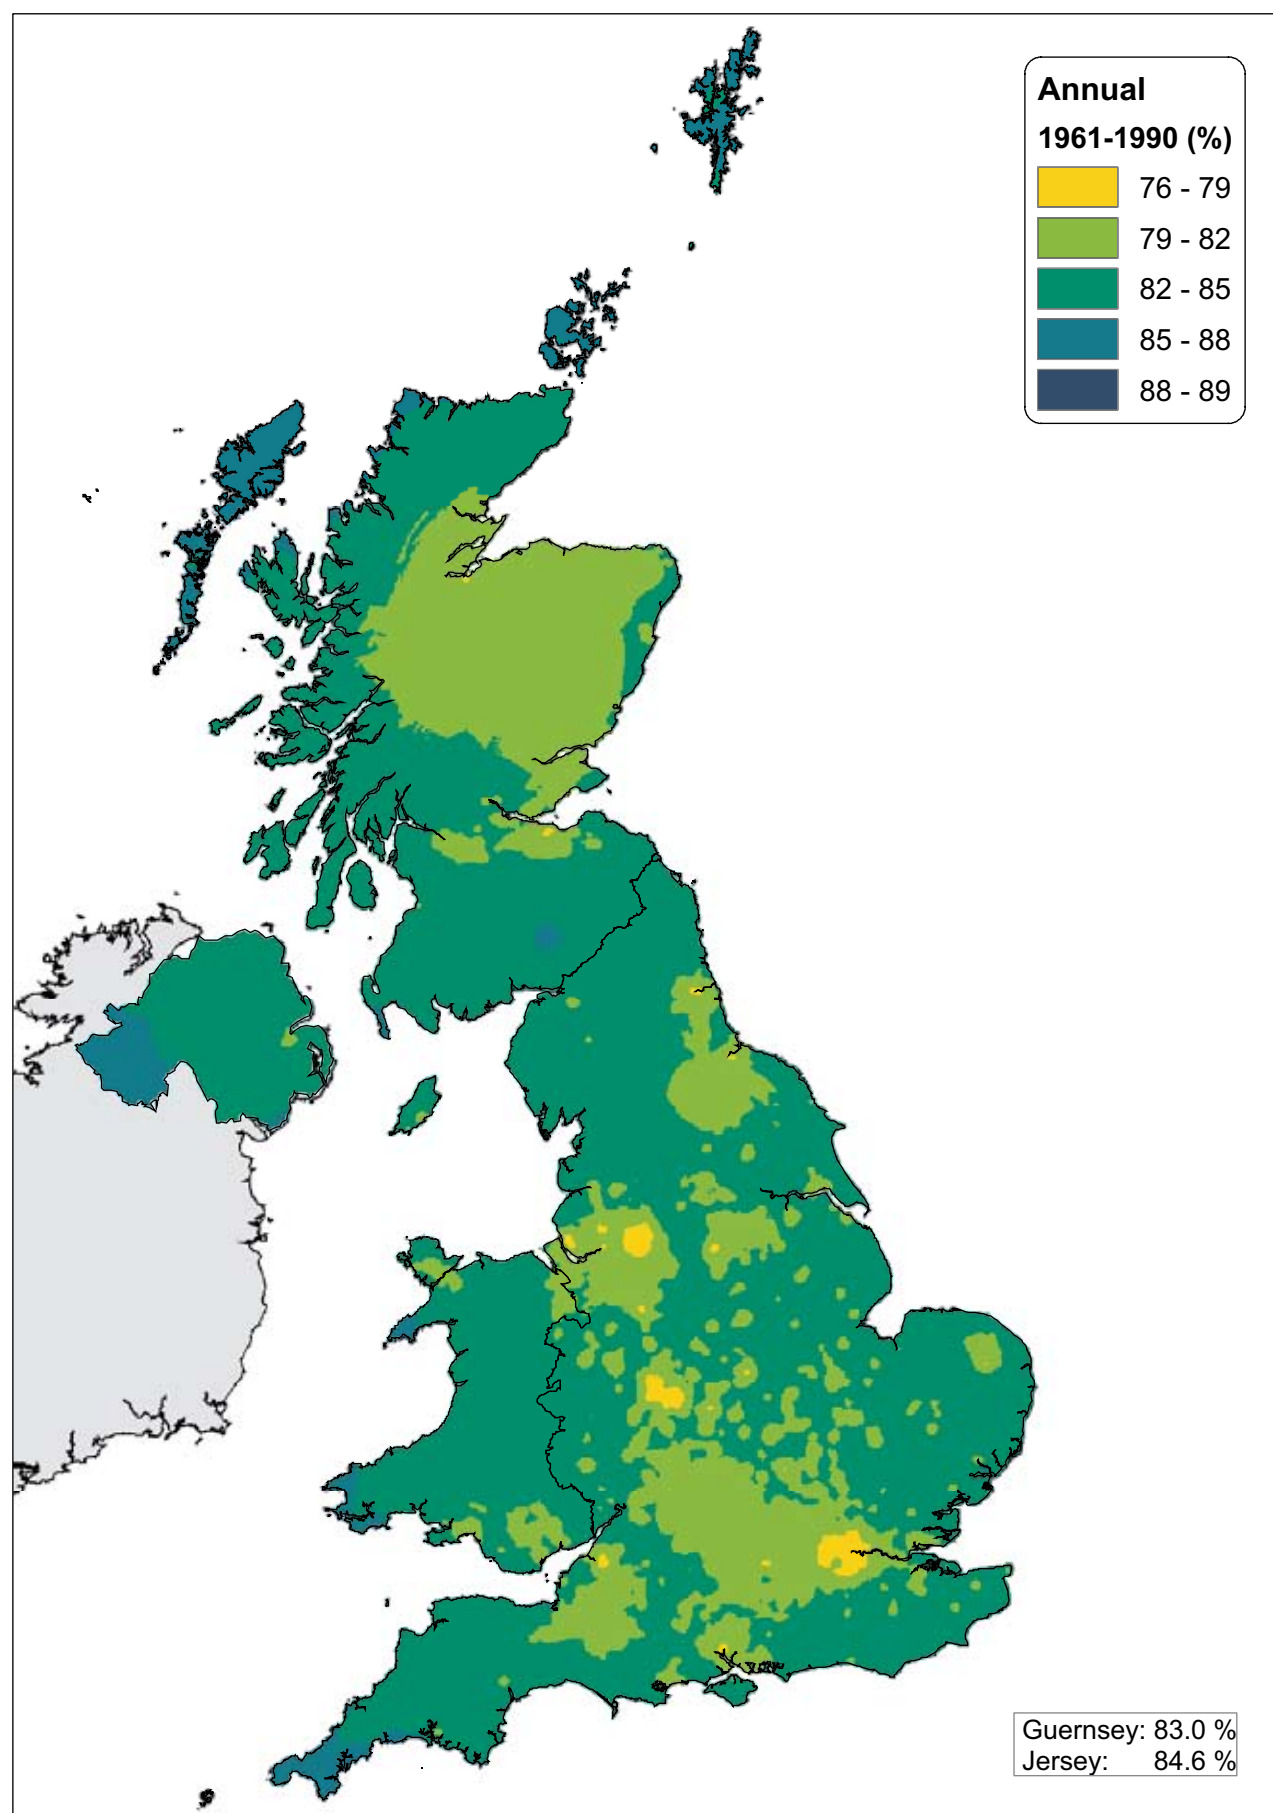 Annual
1961-1990 (%)
76 - 79
79 - 82
82 - 85
85 - 88
88 - 89
Guernsey: 83.0 %
Jersey: 84.6 %